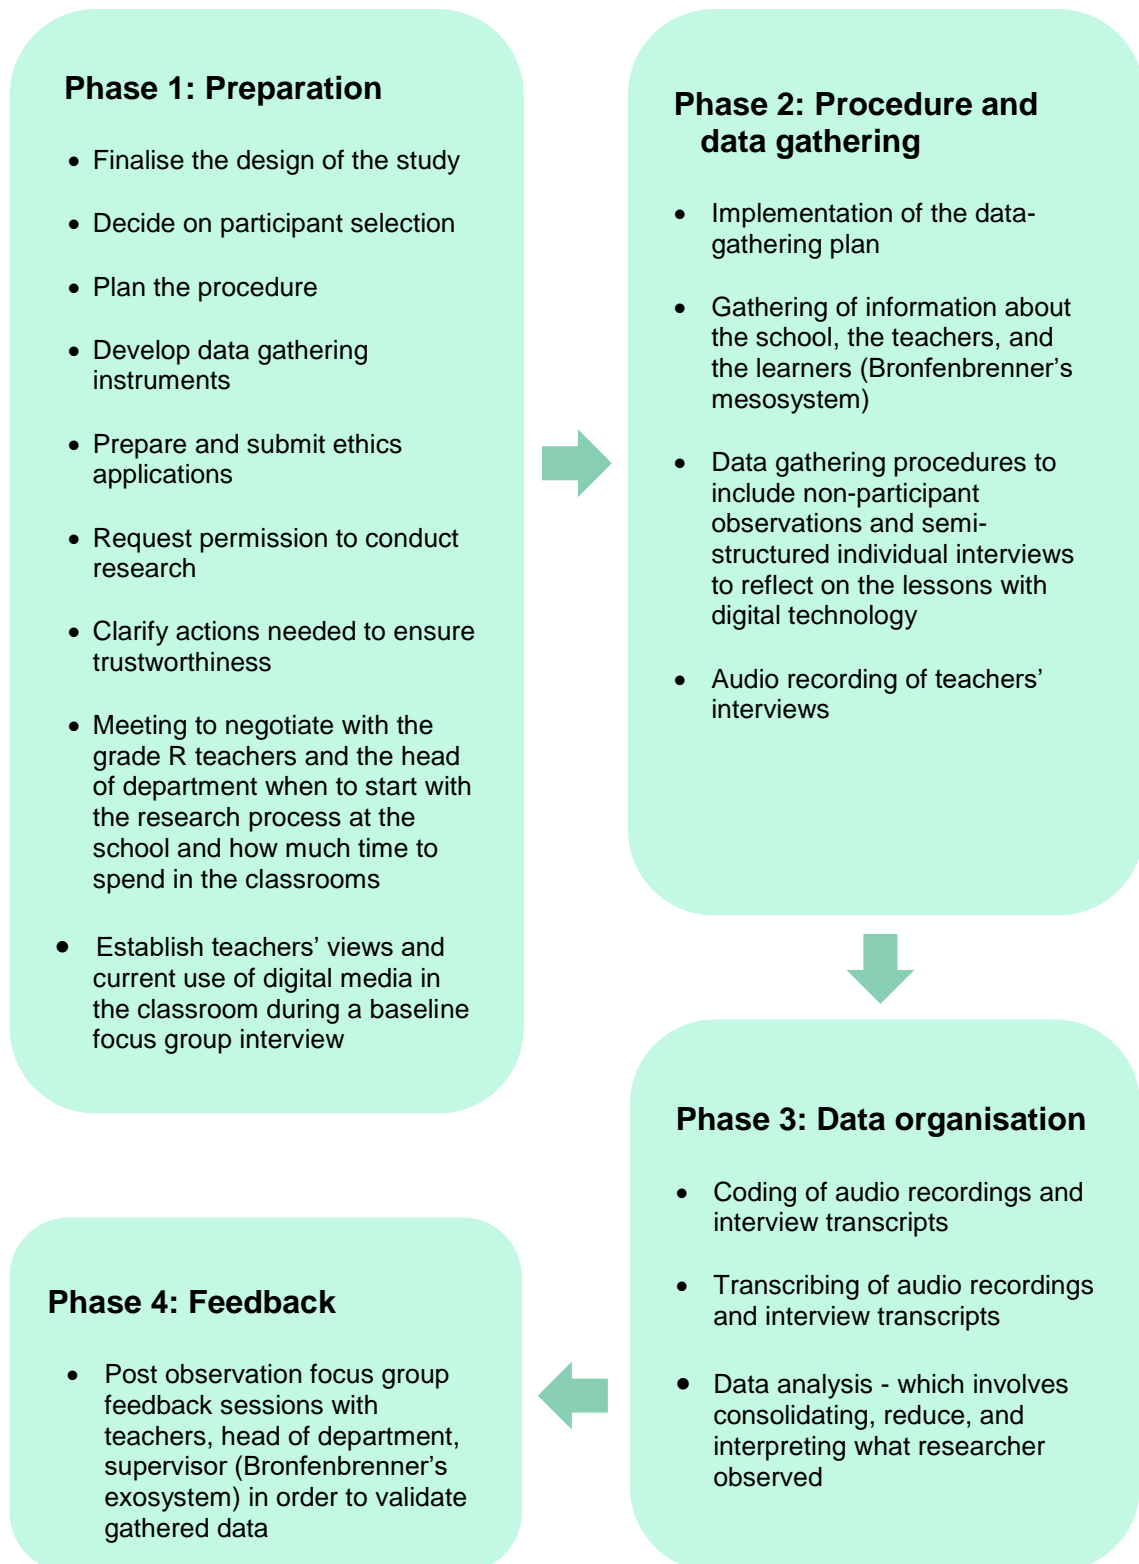 Phase 1: Preparation
• Finalise the design of the study
• Decide on participant selection
• Plan the procedure
• Develop data gathering
instruments
• Prepare and submit ethics
applications
• Request permission to conduct
research
• Clarify actions needed to ensure
trustworthiness
• Meeting to negotiate with the
grade R teachers and the head
of department when to start with
the research process at the
school and how much time to
spend in the classrooms
• Establish teachers’ views and
current use of digital media in
the classroom during a baseline
focus group interview
Phase 2: Procedure and
data gathering
• Implementation of the data-
gathering plan
• Gathering of information about
the school, the teachers, and
the learners (Bronfenbrenner’s
mesosystem)
• Data gathering procedures to
include non-participant
observations and semi-
structured individual interviews
to reflect on the lessons with
digital technology
• Audio recording of teachers’
interviews
Phase 3: Data organisation
• Coding of audio recordings and
interview transcripts
• Transcribing of audio recordings
and interview transcripts
• Data analysis - which involves
consolidating, reduce, and
interpreting what researcher
observed
Phase 4: Feedback
• Post observation focus group
feedback sessions with
teachers, head of department,
supervisor (Bronfenbrenner’s
exosystem) in order to validate
gathered data